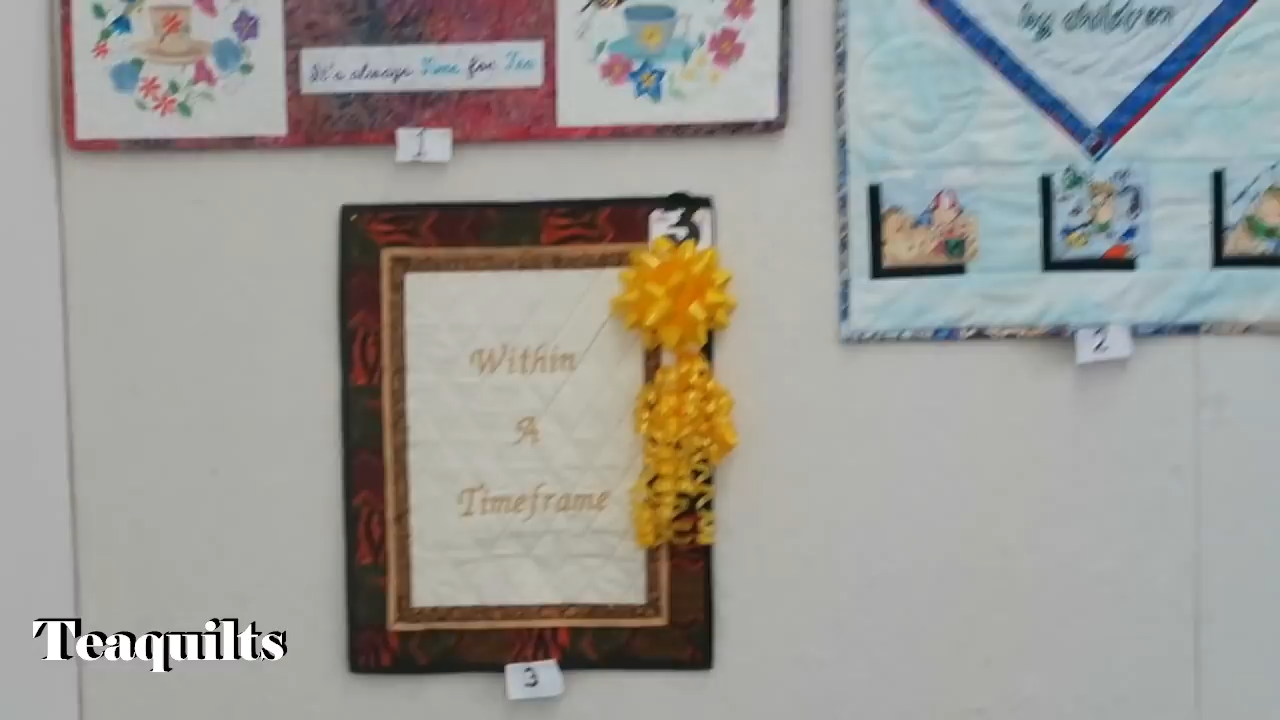 It's always Time for Tea
by children
1
2
3
Within
A
Timeframe
3
Teaquilts